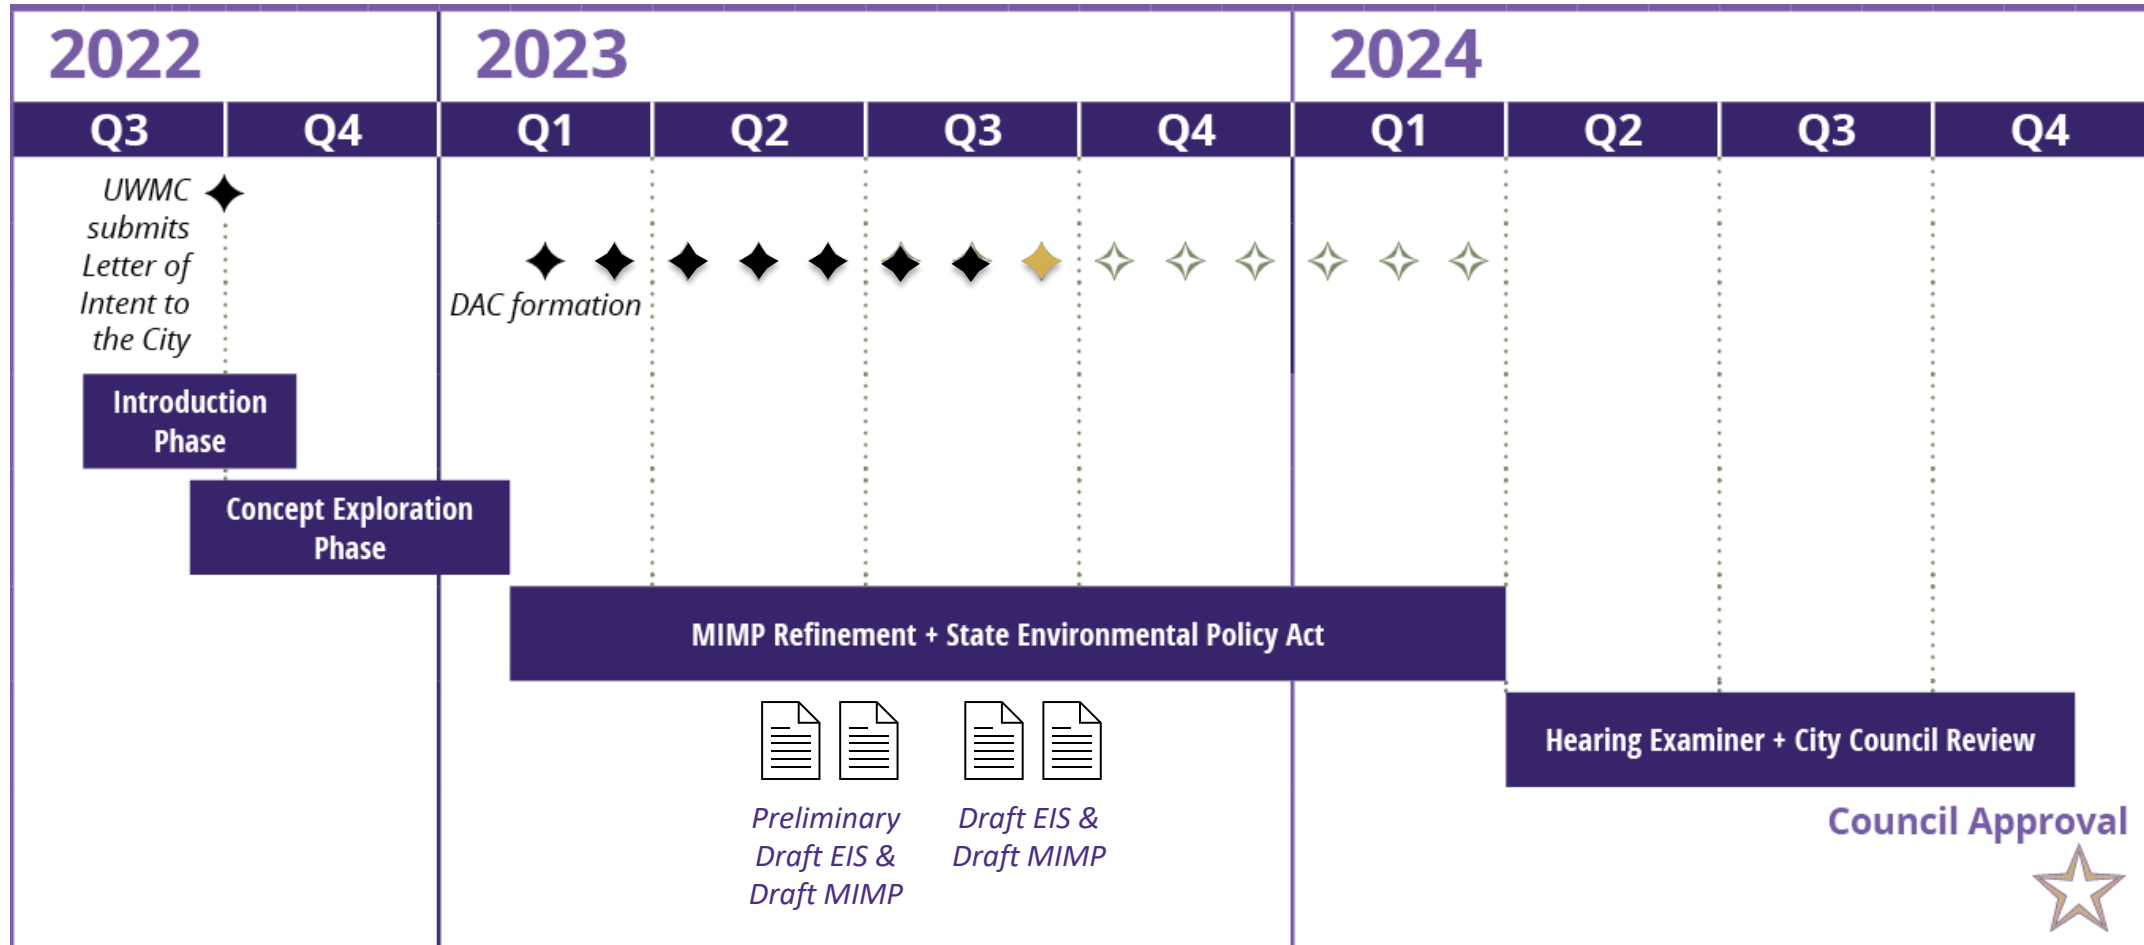 2022
2023
2024
Q3
Q4
Q1
Q2
Q3
Q4
Q1
Q2
Q3
Q4
UWMC
submits
Letter of
Intent to
the City
DAC formation
Introduction
Phase
Concept Exploration
Phase
MIMP Refinement + State Environmental Policy Act
Hearing Examiner + City Council Review
Preliminary
Draft EIS &
Draft MIMP
Draft EIS &
Draft MIMP
Council Approval